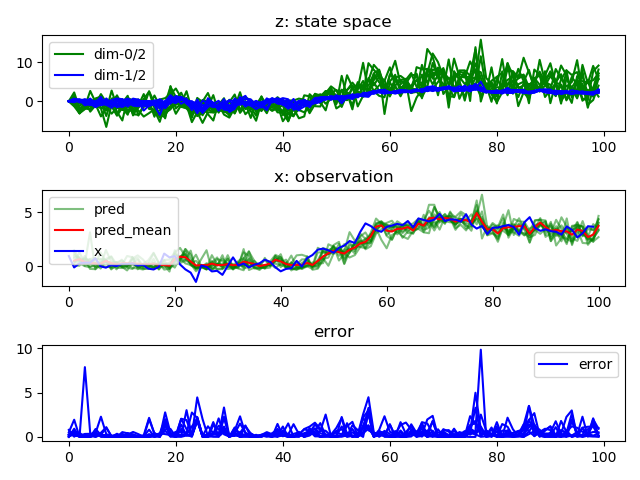 z: state space
10
0
dim-0/2
dim-1/2
0 20 40 60 80 100
x: observation
5
0
pred
pred_mean
x
0 20 40 60 80 100
error
10
5
0
error
0 20 40 60 80 100